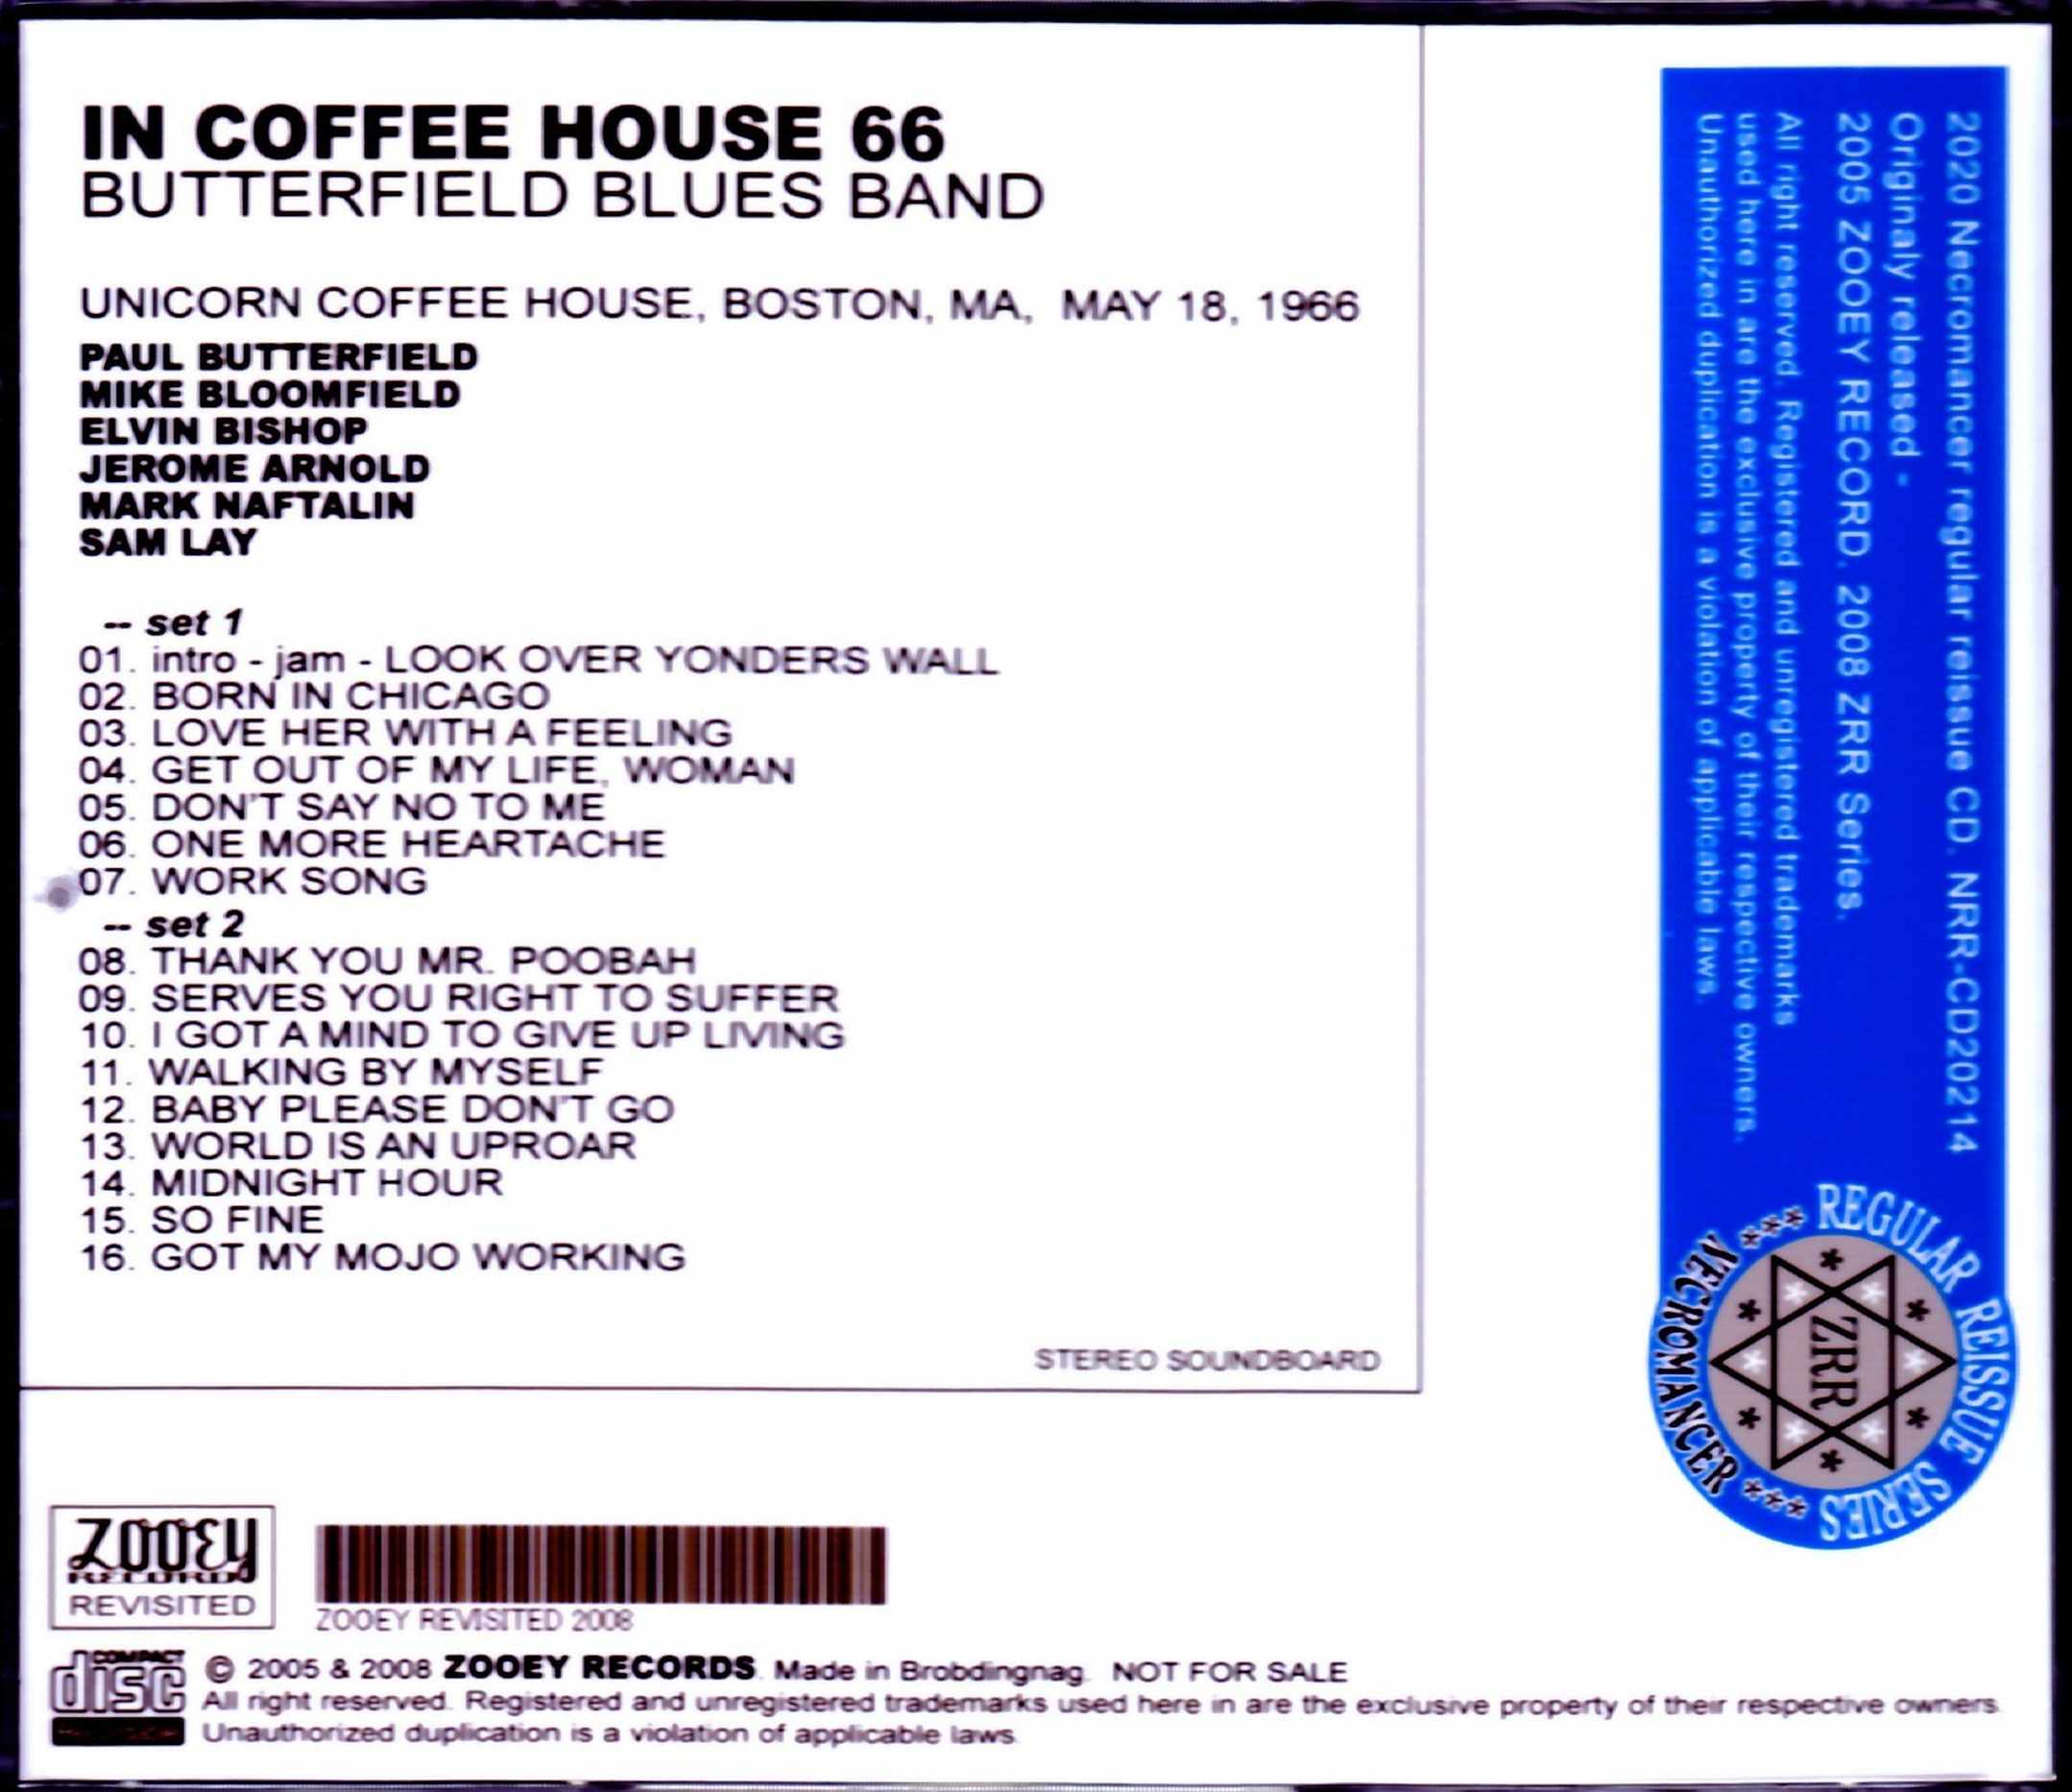 IN COFFEE HOUSE 66
BUTTERFIELD BLUES BAND
UNICORN COFFEE HOUSE, BOSTON, MA, MAY 18, 1966
PAUL BUTTERFIELD
MIKE BLOOMFIELD
ELVIN BISHOP
JEROME ARNOLD
MARK NAFTALIN
SAM LAY
-- set 1
01. intro - jam - LOOK OVER YONDERS WALL
02. BORN IN CHICAGO
03. LOVE HER WITH A FEELING
04. GET OUT OF MY LIFE, WOMAN
05. DON'T SAY NO TO ME
06. ONE MORE HEARTACHE
07. WORK SONG
-- set 2
08. THANK YOU MR. POOBAH
09. SERVES YOU RIGHT TO SUFFER
10. I GOT A MIND TO GIVE UP LIVING
11. WALKING BY MYSELF
12. BABY PLEASE DON'T GO
13. WORLD IS AN UPROAR
14. MIDNIGHT HOUR
15. SO FINE
16. GOT MY MOJO WORKING
STEREO SOUNDBOARD
2020 Necromancer regular reissue CD. NRR-CD20214
Originaly released -
2005 ZOOEY RECORD. 2008 ZRR Series.
All right reserved. Registered and unregistered trademarks
used here in are the exclusive property of their respective owners.
Unauthorized duplication is a violation of applicable laws.
REGULAR REISSUE SERIES
*** NECROMANCER ***
ZRR
ZOOEY
RECORDS
REVISITED
ZOOEY REVISITED 2008
COMPACT
disc
© 2005 & 2008 ZOOEY RECORDS. Made in Brobdingnag. NOT FOR SALE
All right reserved. Registered and unregistered trademarks used here in are the exclusive property of their respective owners.
Unauthorized duplication is a violation of applicable laws.